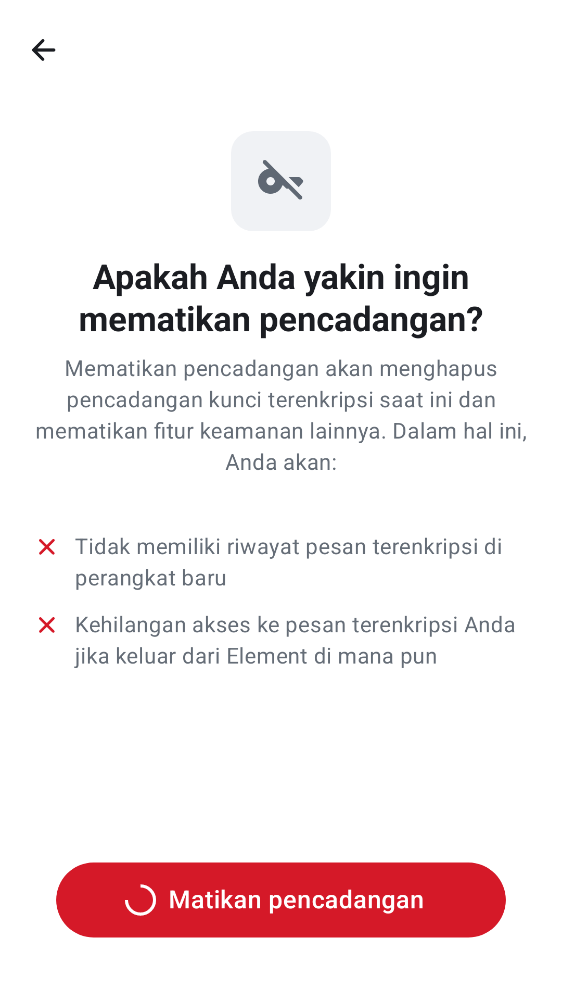 Apakah Anda yakin ingin
mematikan pencadangan?
Mematikan pencadangan akan menghapus
pencadangan kunci terenkripsi saat ini dan
mematikan fitur keamanan lainnya. Dalam hal ini,
Anda akan:
Tidak memiliki riwayat pesan terenkripsi di
perangkat baru
Kehilangan akses ke pesan terenkripsi Anda
jika keluar dari Element di mana pun
Matikan pencadangan